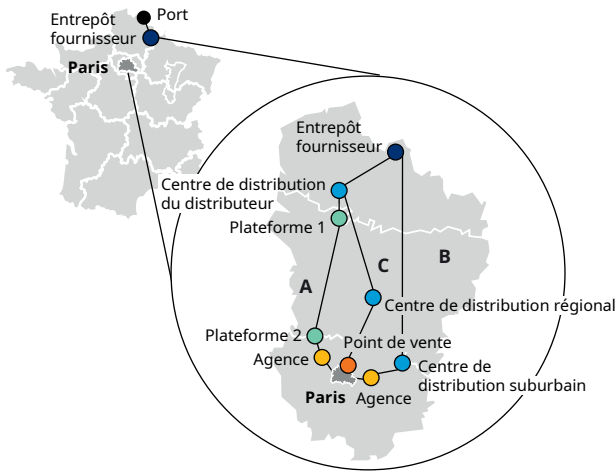 Port
Entrepôt
fournisseur
Paris
Entrepôt
fournisseur
Centre de distribution
du distributeur
Plateforme 1
B
C
A
Centre de distribution régional
Plateforme 2
Point de vente
Agence
Centre de
distribution suburbain
Paris
Agence